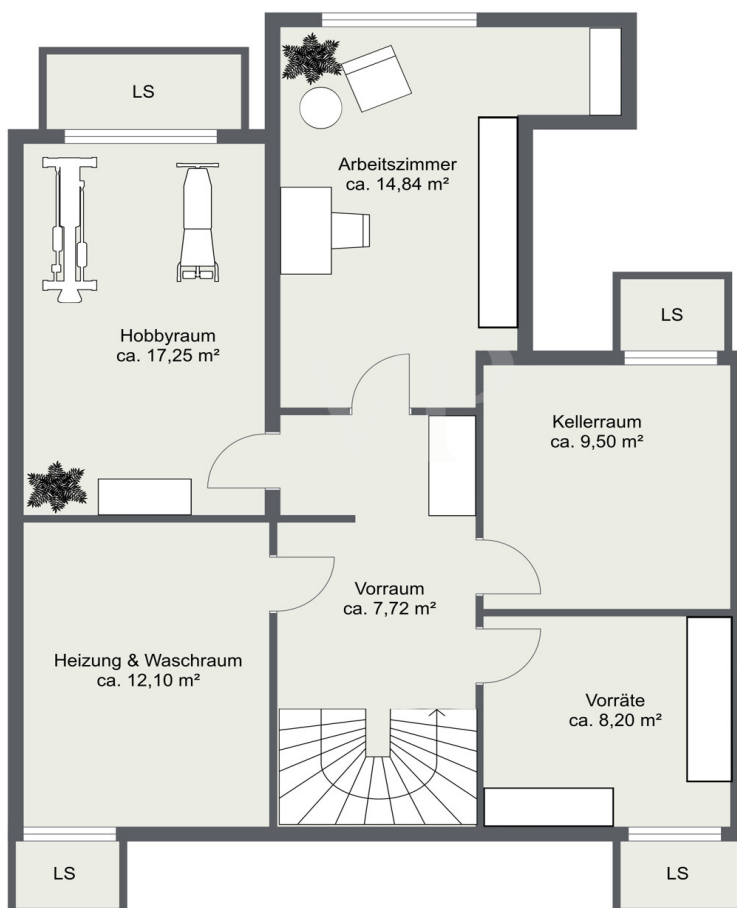 LS
Arbeitszimmer
ca. 14,84 m²
Hobbyraum
ca. 17,25 m²
LS
Kellerraum
ca. 9,50 m²
Vorraum
ca. 7,72 m²
Heizung & Waschraum
ca. 12,10 m²
Vorräte
ca. 8,20 m²
LS
LS